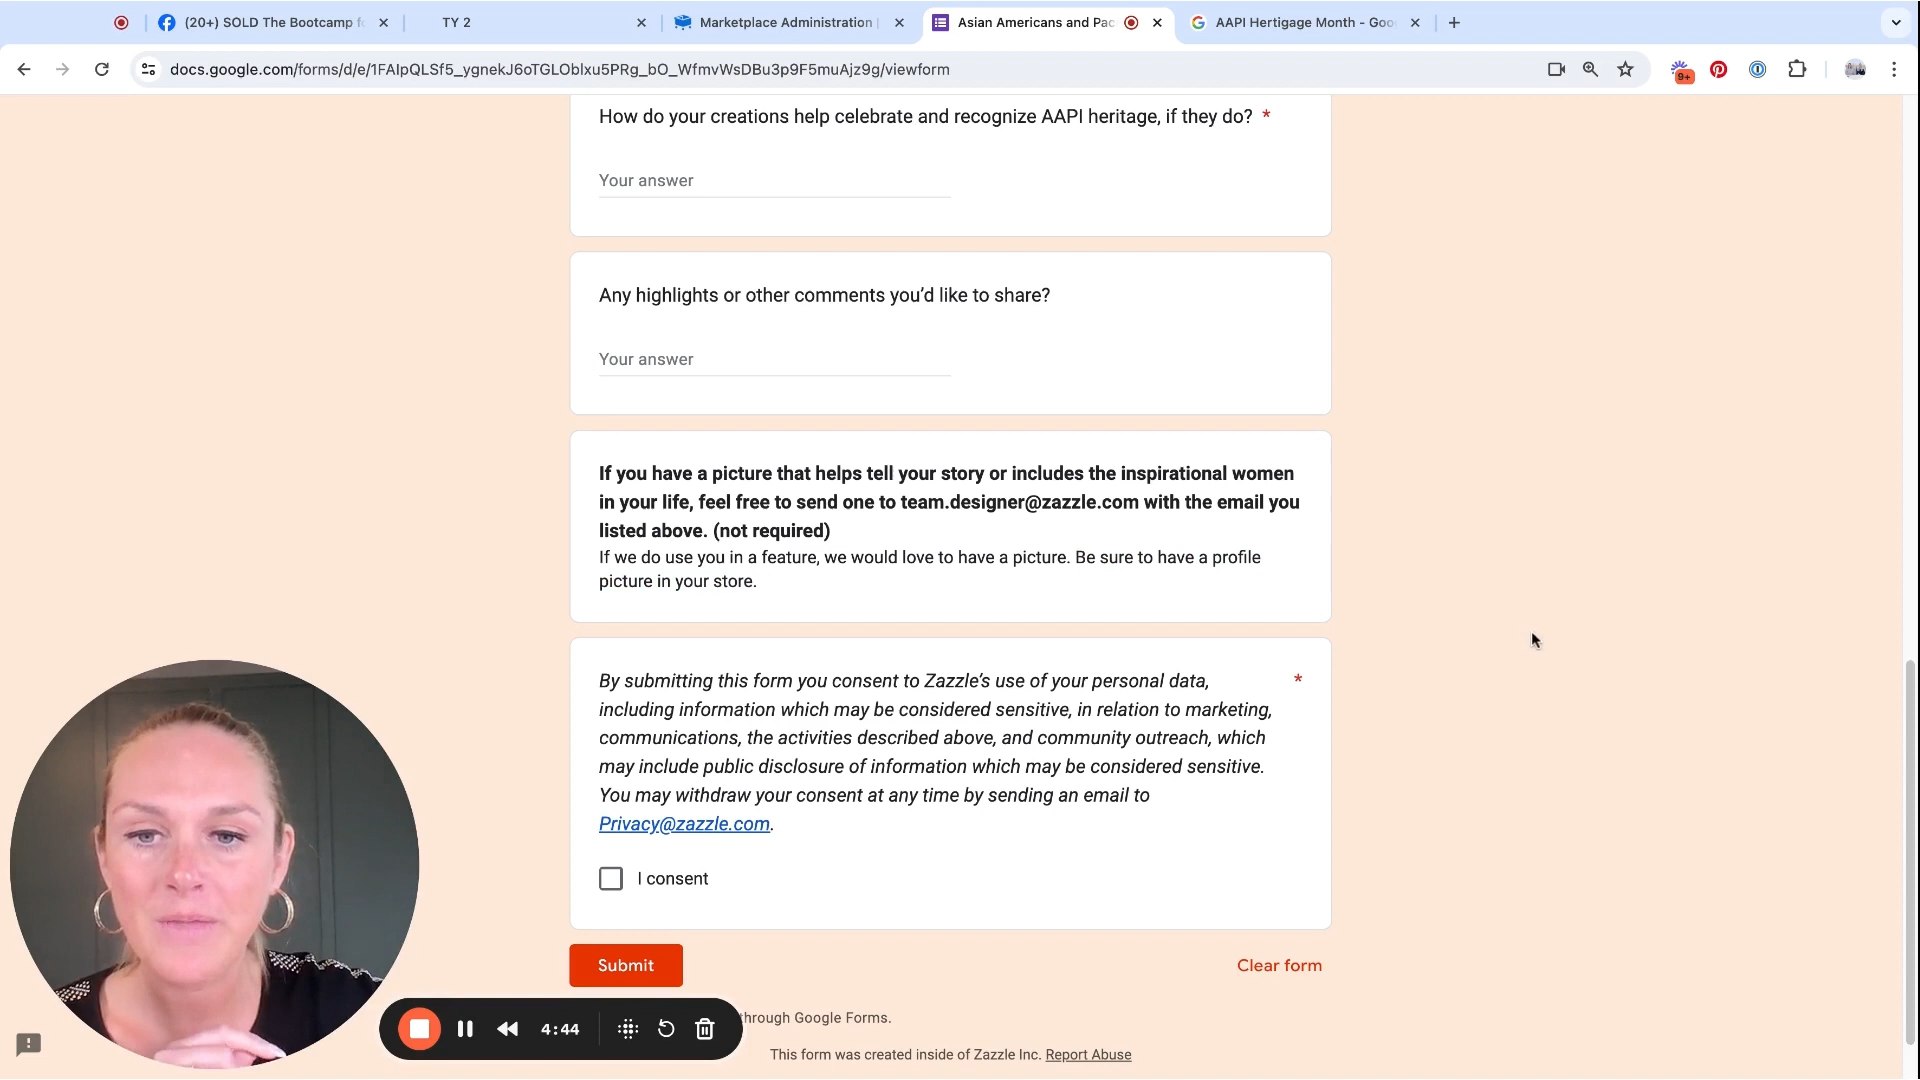 (20+) SOLD The Bootcamp f
TY 2
Marketplace Administration
Asian Americans and Pac
AAPI Hertigage Month - Goo
docs.google.com/forms/d/e/1FAIpQLSf5_ygnekJ6oTGLOblxu5PRg_bO_WfmvWsDBu3p9F5muAjz9g/viewform
9+
How do your creations help celebrate and recognize AAPI heritage, if they do? *
Your answer
Any highlights or other comments you’d like to share?
Your answer
If you have a picture that helps tell your story or includes the inspirational women
in your life, feel free to send one to team.designer@zazzle.com with the email you
listed above. (not required)
If we do use you in a feature, we would love to have a picture. Be sure to have a profile
picture in your store.
By submitting this form you consent to Zazzle’s use of your personal data, *
including information which may be considered sensitive, in relation to marketing,
communications, the activities described above, and community outreach, which
may include public disclosure of information which may be considered sensitive.
You may withdraw your consent at any time by sending an email to
Privacy@zazzle.com.
I consent
Submit
Clear form
4:44
through Google Forms.
This form was created inside of Zazzle Inc. Report Abuse